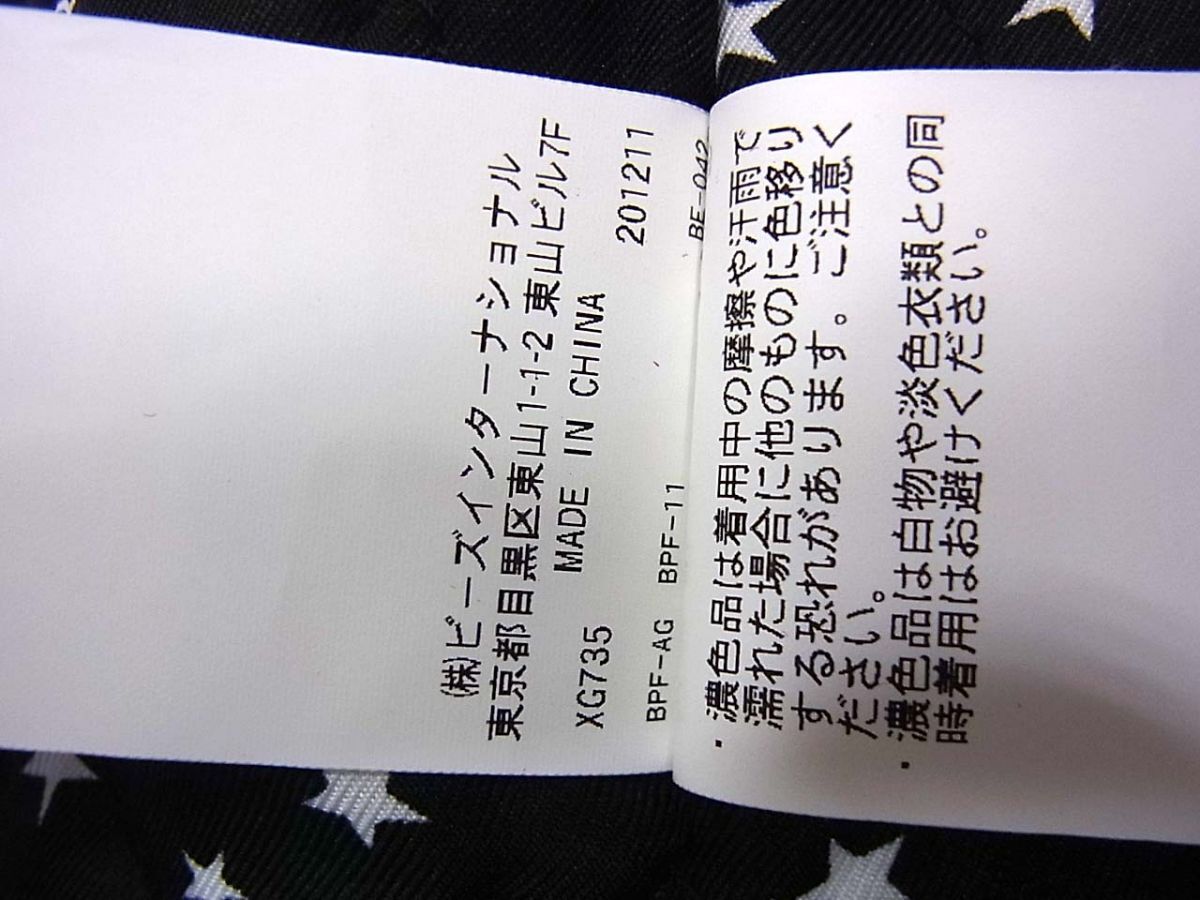 (株)ビーズインターナショナル
東京都目黒区東山1-1-2 東山ビル7F
MADE IN CHINA
XG735 201211
BPF-AG BPF-11 BE-042
・濃色品は着用中の摩擦や汗雨で
濡れた場合に他のものに色移り
する恐れがあります。ご注意く
ださい。
・濃色品は白物や淡色衣類との同
時着用はお避けください。